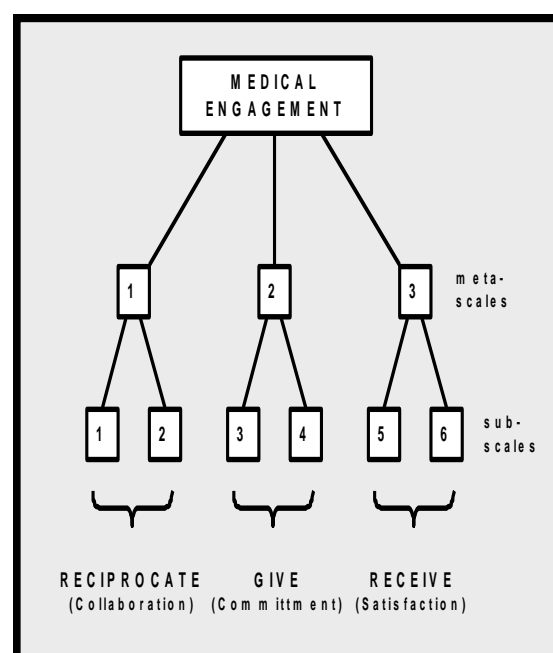 MEDICAL
ENGAGEMENT
1 2 3 meta-
scales
1 2 3 4 5 6 sub-
scales
RECIPROCATE GIVE RECEIVE
(Collaboration) (Committment) (Satisfaction)